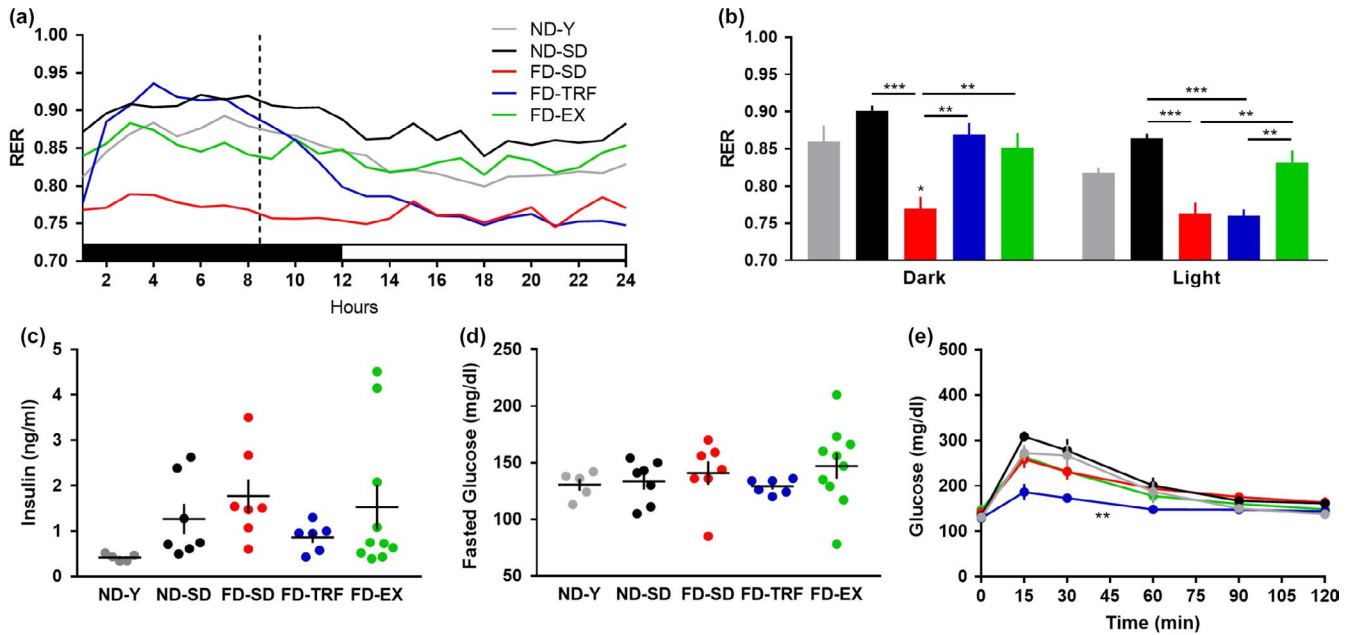 (a)
ND-Y
ND-SD
FD-SD
FD-TRF
FD-EX
RER
1.00
0.95
0.90
0.85
0.80
0.75
0.70
2 4 6 8 10 12 14 16 18 20 21 22 24
Hours
(b)
RER
1.00
0.95
0.90
0.85
0.80
0.75
0.70
*** **
**
*
***
*** **
**
Dark Light
(c)
Insulin (ng/ml)
5
4
3
2
1
0
ND-Y ND-SD FD-SD FD-TRF FD-EX
(d)
Fasted Glucose (mg/dl)
250
200
150
100
50
ND-Y ND-SD FD-SD FD-TRF FD-EX
(e)
Glucose (mg/dl)
500
400
300
200
100
0
**
0 15 30 45 60 75 90 105 120
Time (min)